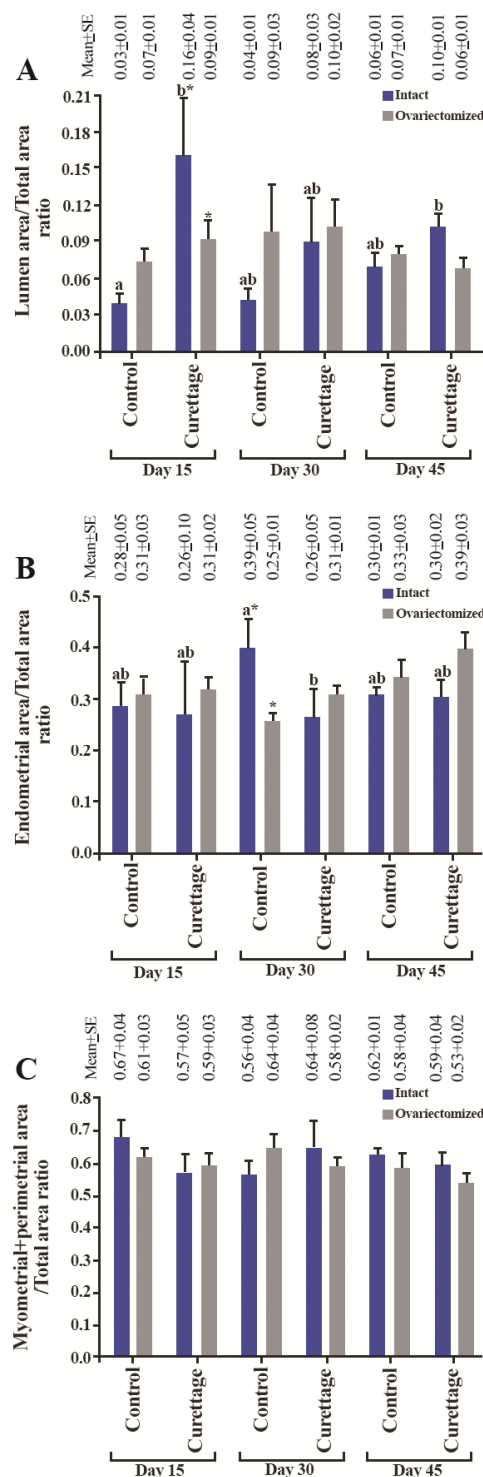 Mean±SE
0.03±0.01
0.07±0.01
0.16±0.04
0.09±0.01
0.04±0.01
0.09±0.03
0.08±0.03
0.10±0.02
0.06±0.01
0.07±0.01
0.10±0.01
0.06±0.01
A
Lumen area/Total area
ratio
0.21
0.18
0.15
0.12
0.09
0.06
0.03
0.00
Intact
Ovariectomized
a
b*
*
ab
ab
ab
b
Control
Curettage
Control
Curettage
Control
Curettage
Day 15
Day 30
Day 45
Mean±SE
0.28±0.05
0.31±0.03
0.26±0.10
0.31±0.02
0.39±0.05
0.25±0.01
0.26±0.05
0.31±0.01
0.30±0.01
0.33±0.03
0.30±0.02
0.39±0.03
B
Endometrial area/Total area
ratio
0.5
0.4
0.3
0.2
0.1
0.0
Intact
Ovariectomized
ab
ab
a*
*
b
ab
ab
Control
Curettage
Control
Curettage
Control
Curettage
Day 15
Day 30
Day 45
Mean±SE
0.67+0.04
0.61+0.03
0.57+0.05
0.59+0.03
0.56+0.04
0.64+0.04
0.64+0.08
0.58+0.02
0.62+0.01
0.58+0.04
0.59+0.04
0.53+0.02
C
Myometrial+perimetrial area
/Total area ratio
0.8
0.7
0.6
0.5
0.4
0.3
0.2
0.1
0.0
Intact
Ovariectomized
Control
Curettage
Control
Curettage
Control
Curettage
Day 15
Day 30
Day 45